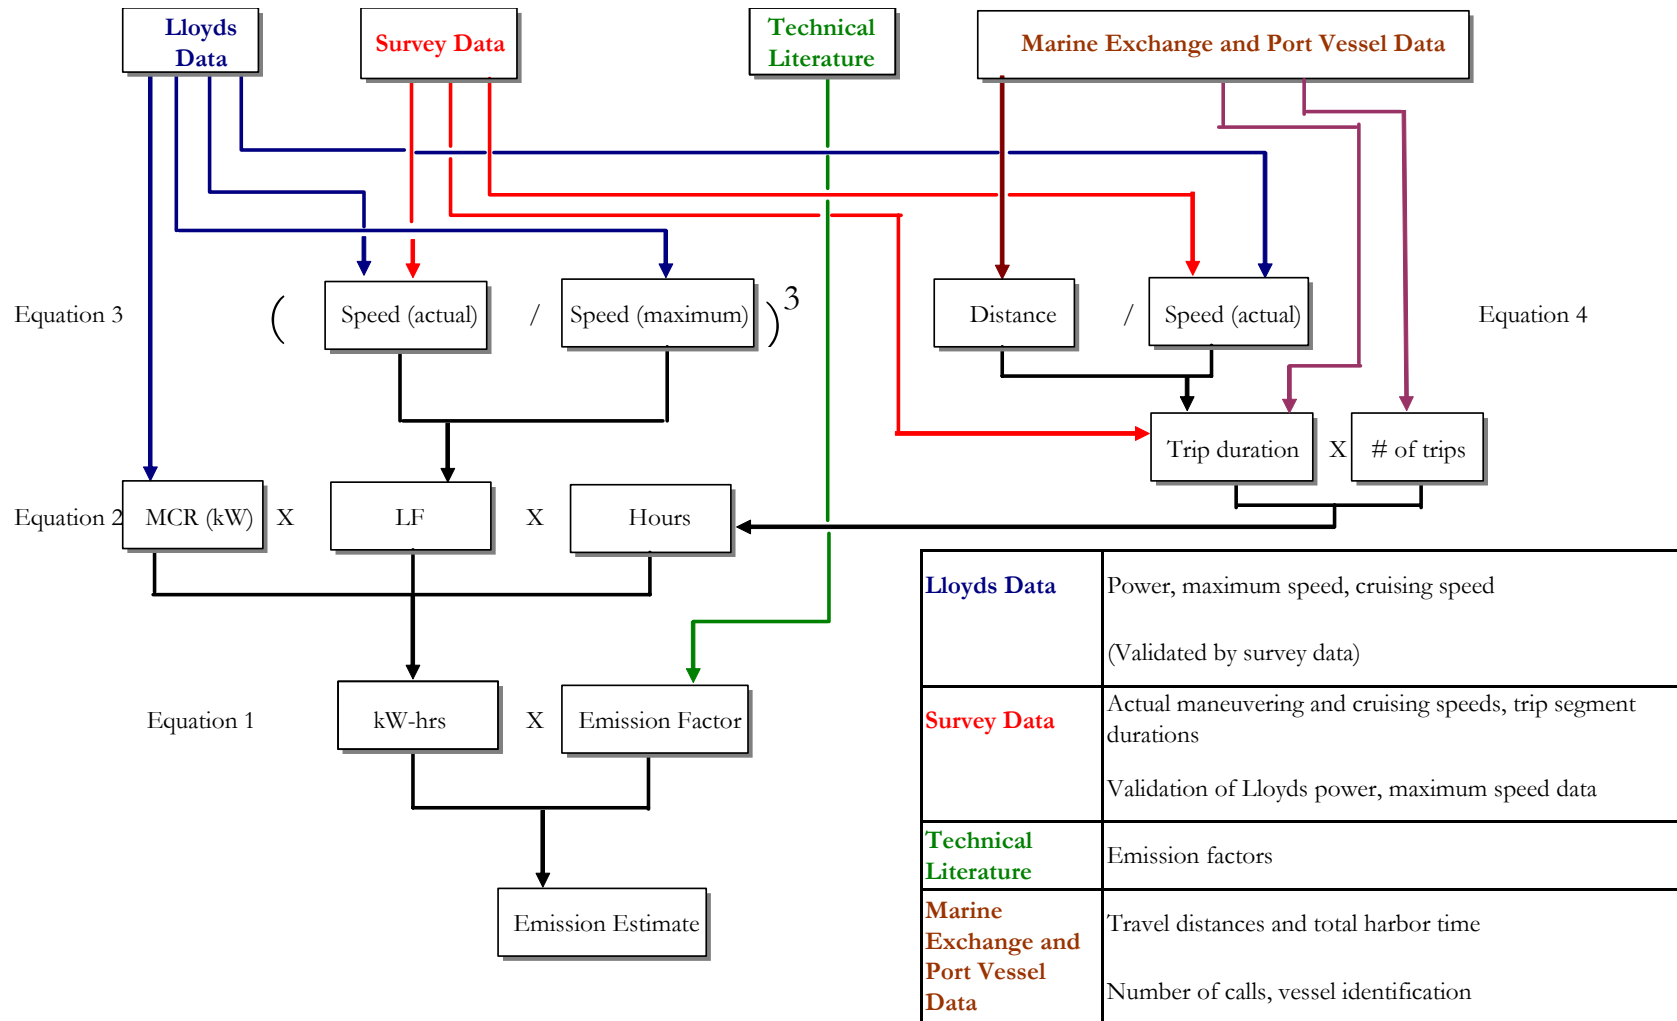 Lloyds
Data
Survey Data
Technical
Literature
Marine Exchange and Port Vessel Data
Equation 3
(
Speed (actual)
/
Speed (maximum)
)3
Distance
/
Speed (actual)
Equation 4
Trip duration
X
# of trips
Equation 2
MCR (kW)
X
LF
X
Hours
Equation 1
kW-hrs
X
Emission Factor
Emission Estimate
Lloyds Data
Power, maximum speed, cruising speed
(Validated by survey data)
Survey Data
Actual maneuvering and cruising speeds, trip segment
durations
Validation of Lloyds power, maximum speed data
Technical
Literature
Emission factors
Marine
Exchange and
Port Vessel
Data
Travel distances and total harbor time
Number of calls, vessel identification